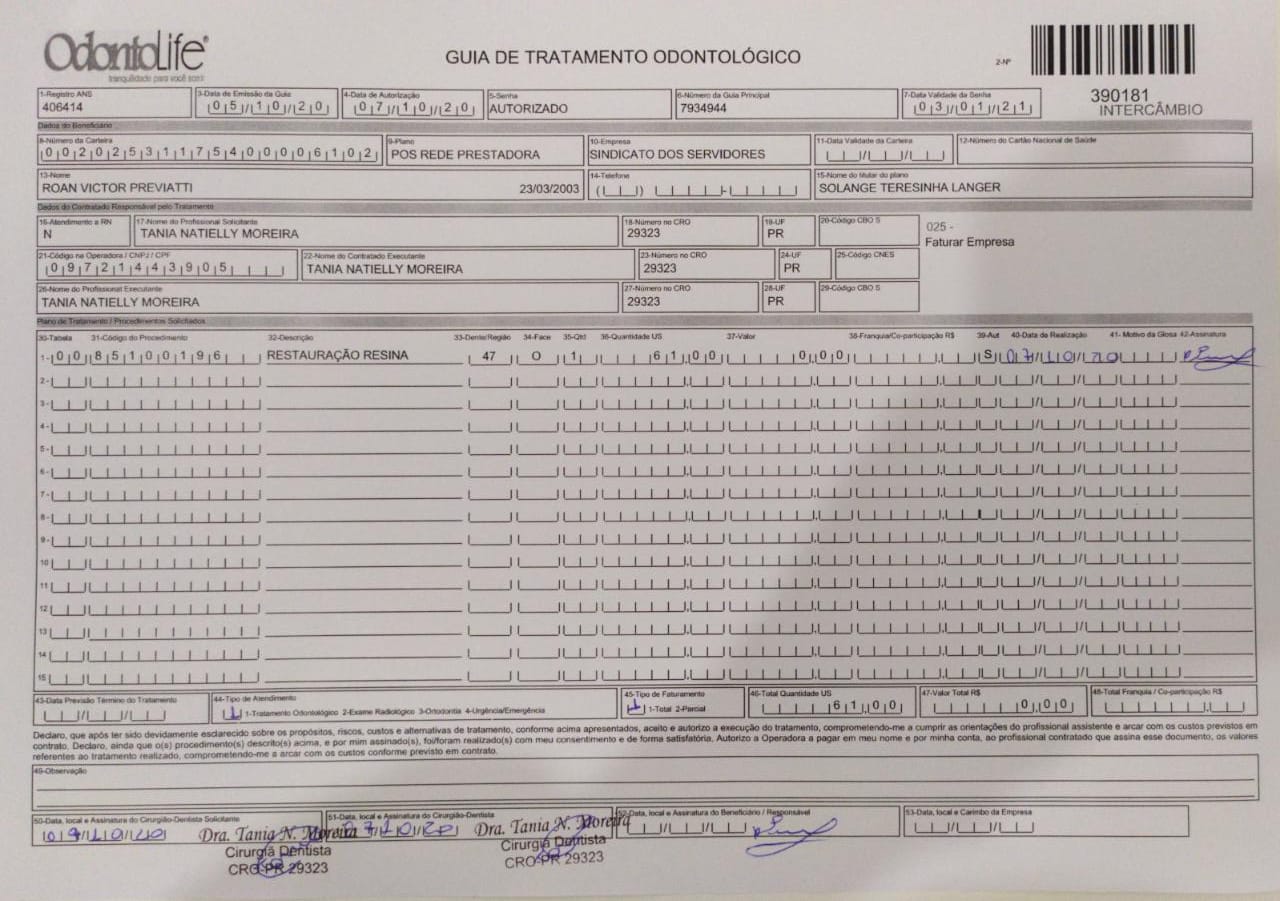 OdontoLife®
tranquilidade para você sorrir
GUIA DE TRATAMENTO ODONTOLÓGICO
2-Nº
390181
INTERCÂMBIO
1-Registro ANS
406414
3-Data de Emissão da Guia
05/10/20
4-Data de Autorização
07/10/20
5-Senha
AUTORIZADO
6-Número da Guia Principal
7934944
7-Data Validade da Senha
03/01/21
Dados do Beneficiário
8-Número da Carteira
00202531175400006102
9-Plano
POS REDE PRESTADORA
10-Empresa
SINDICATO DOS SERVIDORES
11-Data Validade da Carteira
12-Número do Cartão Nacional de Saúde
13-Nome
ROAN VICTOR PREVIATTI 23/03/2003
14-Telefone
15-Nome do titular do plano
SOLANGE TERESINHA LANGER
Dados do Contratado Responsável pelo Tratamento
16-Atendimento a RN
N
17-Nome do Profissional Solicitante
TANIA NATIELLY MOREIRA
18-Número no CRO
29323
19-UF
PR
20-Código CBO S
025 -
Faturar Empresa
21-Código na Operadora / CNPJ / CPF
09721443905
22-Nome do Contratado Executante
TANIA NATIELLY MOREIRA
23-Número no CRO
29323
24-UF
PR
25-Código CNES
26-Nome do Profissional Executante
TANIA NATIELLY MOREIRA
27-Número no CRO
29323
28-UF
PR
29-Código CBO S
Plano de Tratamento / Procedimentos Solicitados
30-Tabela 31-Código do Procedimento 32-Descrição 33-Dente/Região 34-Face 35-Qtd 36-Quantidade US 37-Valor 38-Franquia/Co-participação R$ 39-Aut 40-Data de Realização 41- Motivo da Glosa 42-Assinatura
1- 00 85100196 RESTAURAÇÃO RESINA 47 O 1 61,00 0,00 S 07/10/20
2-
3-
4-
5-
6-
7-
8-
9-
10
11
12
13
14
15
43-Data Previsão Término do Tratamento
44-Tipo de Atendimento
1 1-Tratamento Odontológico 2-Exame Radiológico 3-Ortodontia 4-Urgência/Emergência
45-Tipo de Faturamento
1 1-Total 2-Parcial
46-Total Quantidade US
61,00
47-Valor Total R$
0,00
48-Total Franquia / Co-participação R$
Declaro, que após ter sido devidamente esclarecido sobre os propósitos, riscos, custos e alternativas de tratamento, conforme acima apresentados, aceito e autorizo a execução do tratamento, comprometendo-me a cumprir as orientações do profissional assistente e arcar com os custos previstos em
contrato. Declaro, ainda que o(s) procedimento(s) descrito(s) acima, e por mim assinado(s), foi/foram realizado(s) com meu consentimento e de forma satisfatória. Autorizo a Operadora a pagar em meu nome e por minha conta, ao profissional contratado que assina esse documento, os valores
referentes ao tratamento realizado, comprometendo-me a arcar com os custos conforme previsto em contrato.
49-Observação
50-Data, local e Assinatura do Cirurgião-Dentista Solicitante
07/10/20
Dra. Tania N. Moreira
Cirurgiã Dentista
CRO-PR 29323
51-Data, local e Assinatura do Cirurgião-Dentista
07/10/20
Dra. Tania N. Moreira
Cirurgiã Dentista
CRO-PR 29323
52-Data, local e Assinatura do Beneficiário / Responsável
53-Data, local e Carimbo da Empresa